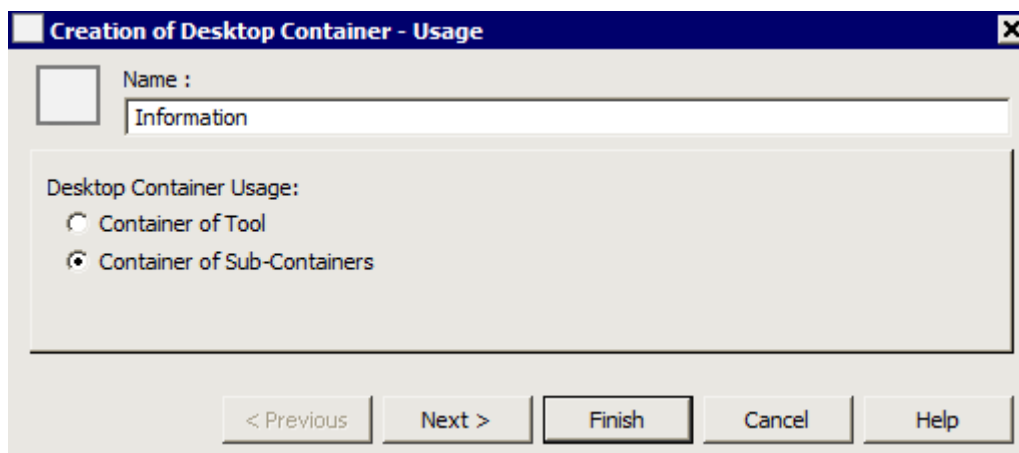 Creation of Desktop Container - Usage
Name :
Information
Desktop Container Usage:
Container of Tool
Container of Sub-Containers
< Previous Next > Finish Cancel Help